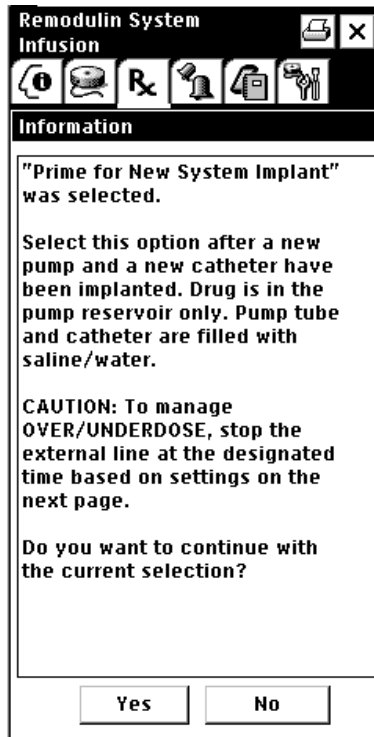 Remodulin System
Infusion
Rx
Information
"Prime for New System Implant"
was selected.
Select this option after a new
pump and a new catheter have
been implanted. Drug is in the
pump reservoir only. Pump tube
and catheter are filled with
saline/water.
CAUTION: To manage
OVER/UNDERDOSE, stop the
external line at the designated
time based on settings on the
next page.
Do you want to continue with
the current selection?
Yes No